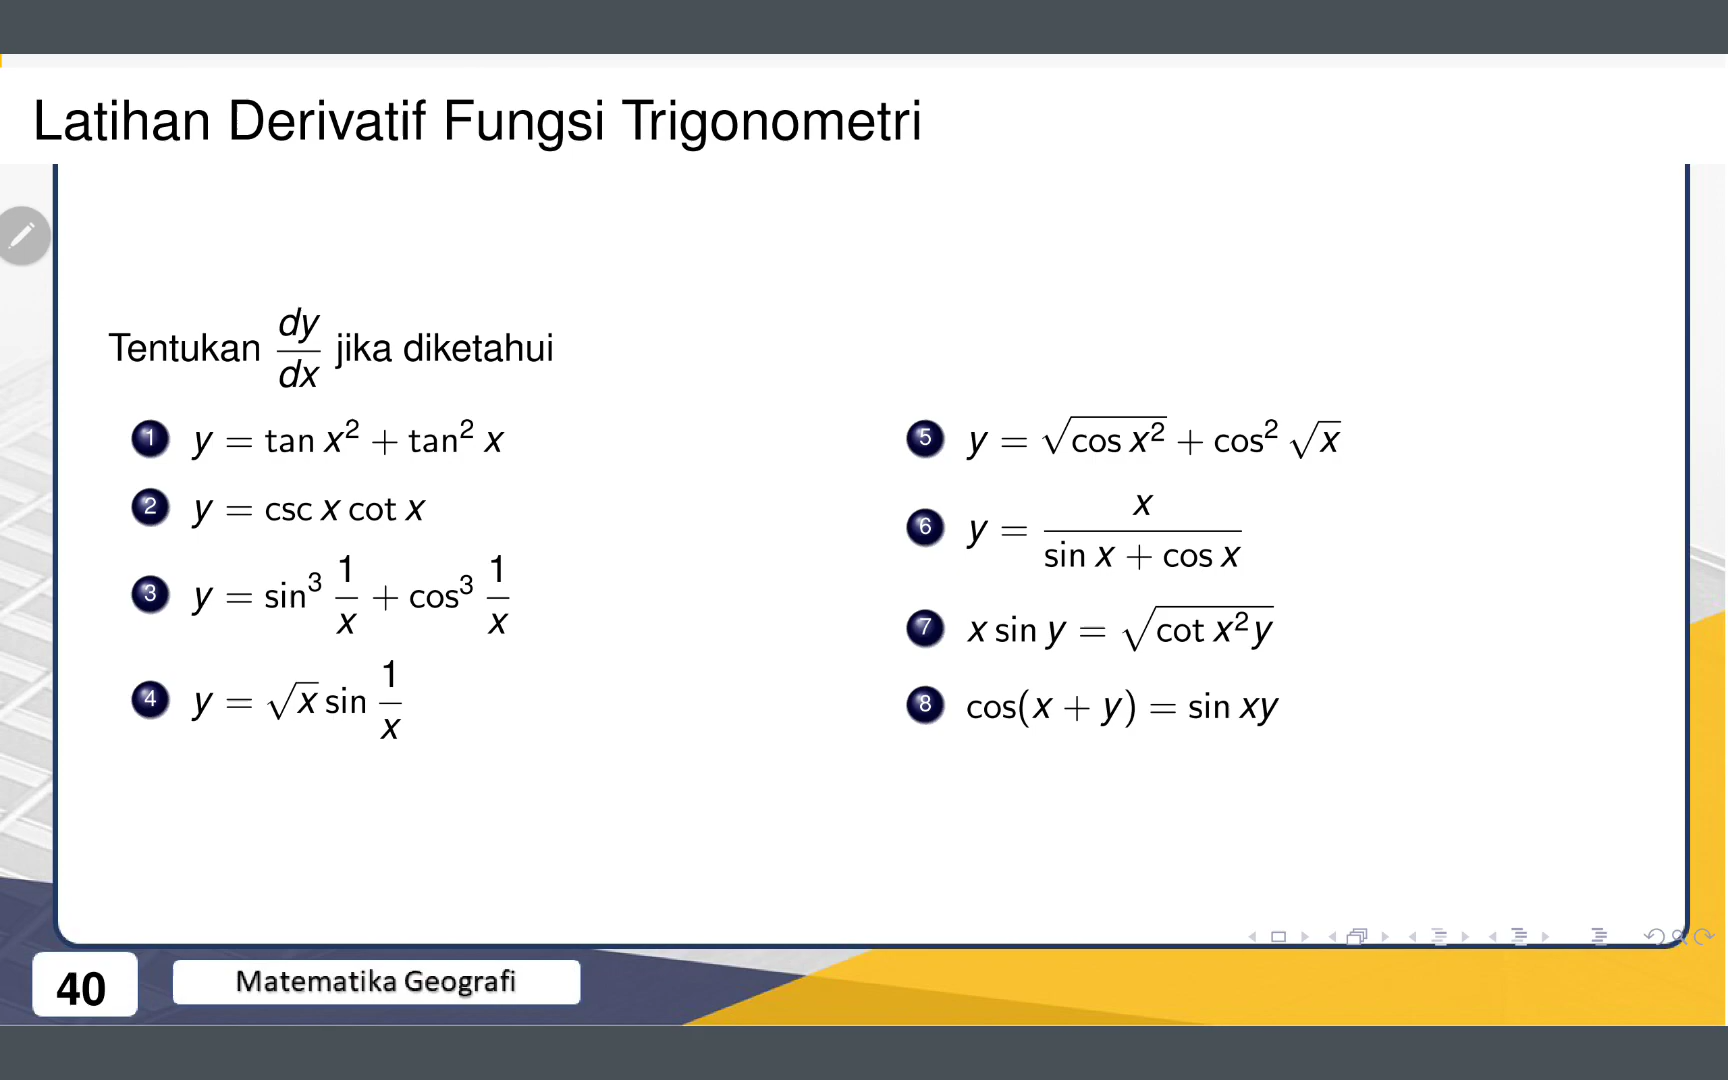 Latihan Derivatif Fungsi Trigonometri
Tentukan dy/dx jika diketahui
1 y = tan x² + tan² x
2 y = csc x cot x
3 y = sin³ 1/x + cos³ 1/x
4 y = √x sin 1/x
5 y = √(cos x²) + cos² √x
6 y = x/(sin x + cos x)
7 x sin y = √(cot x²y)
8 cos(x + y) = sin xy
40
Matematika Geografi